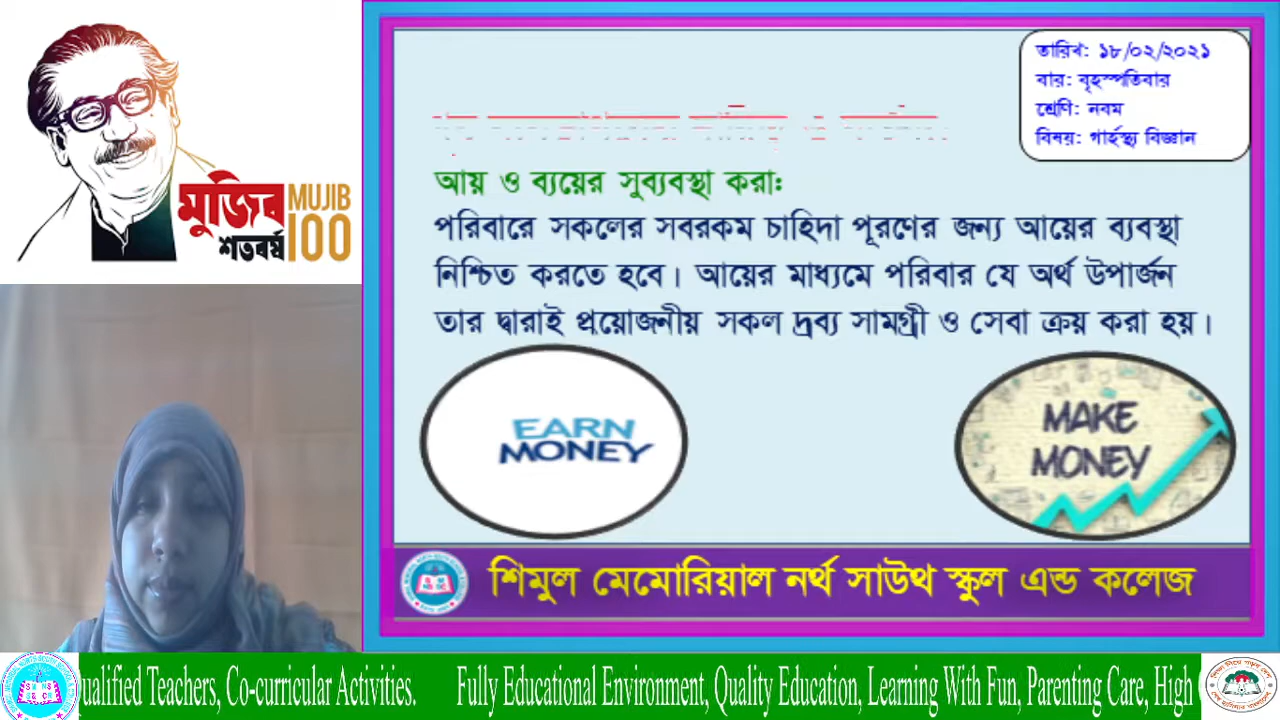 মুজিব
শতবর্ষ
MUJIB
100
তারিখ: ১৮/০২/২০২১
বার: বৃহস্পতিবার
শ্রেণি: নবম
বিষয়: গার্হস্থ্য বিজ্ঞান
আয় ও ব্যয়ের সুব্যবস্থা করা:
পরিবারে সকলের সবরকম চাহিদা পূরণের জন্য আয়ের ব্যবস্থা
নিশ্চিত করতে হবে। আয়ের মাধ্যমে পরিবার যে অর্থ উপার্জন
তার দ্বারাই প্রয়োজনীয় সকল দ্রব্য সামগ্রী ও সেবা ক্রয় করা হয়।
EARN
MONEY
MAKE
MONEY
শিমুল মেমোরিয়াল নর্থ সাউথ স্কুল এন্ড কলেজ
qualified Teachers, Co-curricular Activities. Fully Educational Environment, Quality Education, Learning With Fun, Parenting Care, High